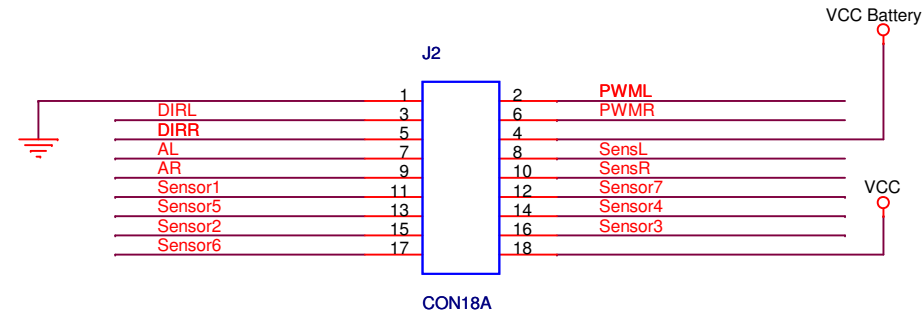 VCC Battery
J2
1
2
PWML
DIRL
3
6
PWMR
DIRR
5
4
AL
7
8
SensL
AR
9
10
SensR
Sensor1
11
12
Sensor7
VCC
Sensor5
13
14
Sensor4
Sensor2
15
16
Sensor3
Sensor6
17
18
CON18A